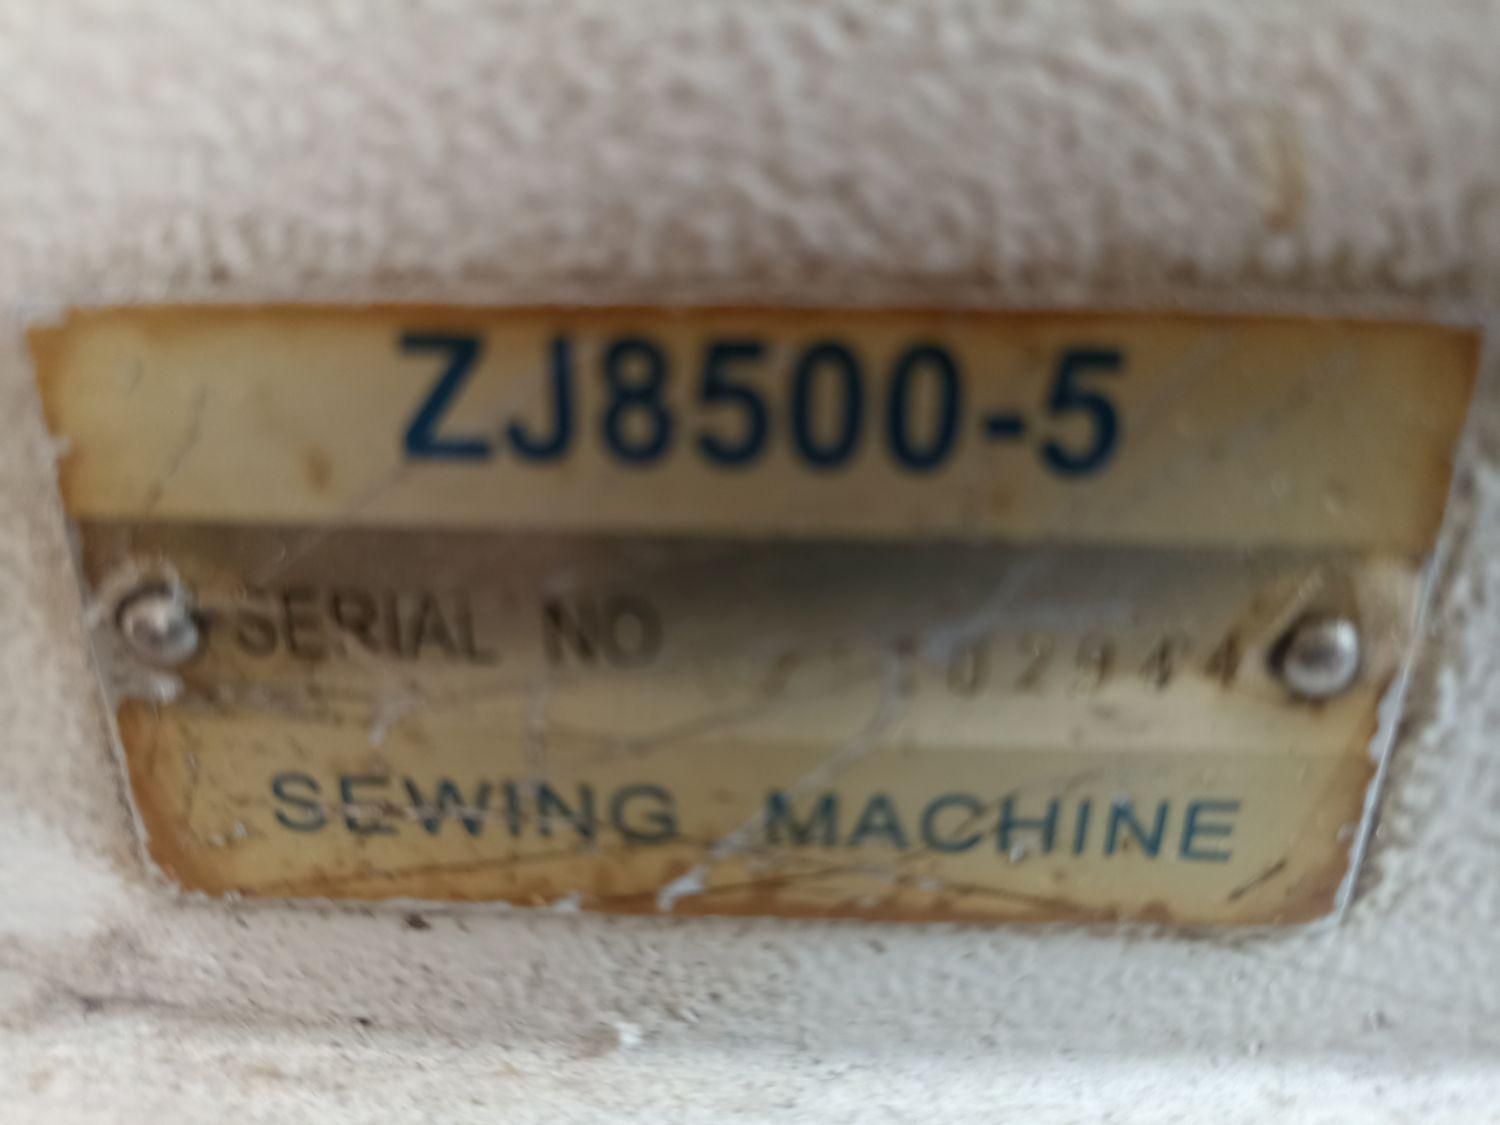 ZJ8500-5
SERIAL NO
SEWING MACHINE